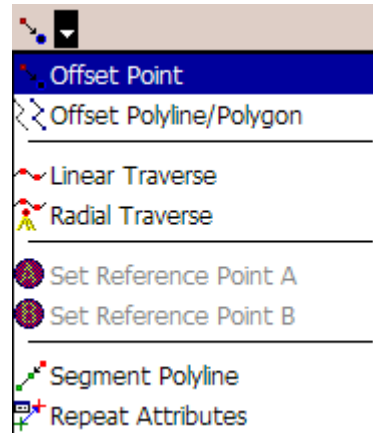 Offset Point
Offset Polyline/Polygon
Linear Traverse
Radial Traverse
A Set Reference Point A
B Set Reference Point B
Segment Polyline
Repeat Attributes